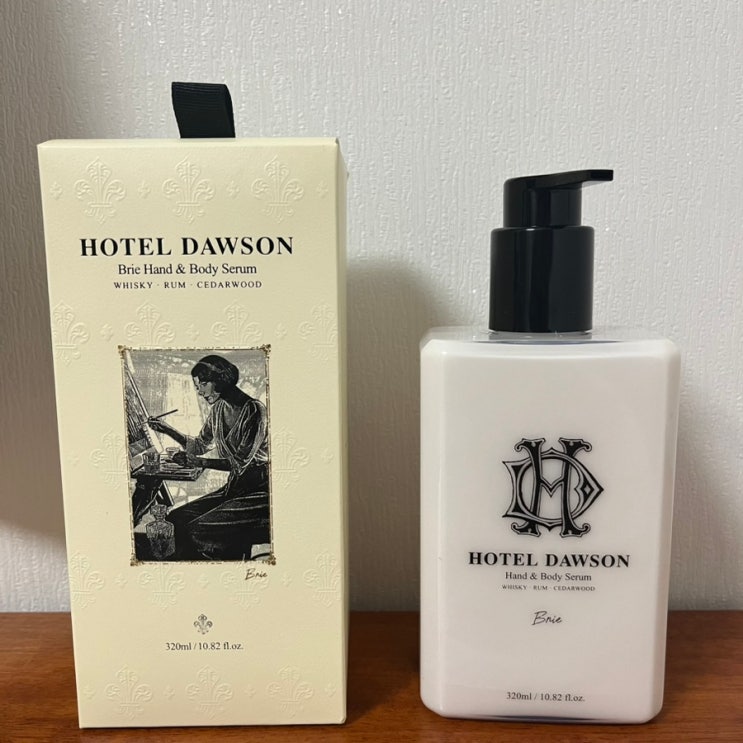 HOTEL DAWSON
Brie Hand & Body Serum
WHISKY · RUM · CEDARWOOD
Brie
320ml / 10.82 fl.oz.
HD
HOTEL DAWSON
Hand & Body Serum
WHISKY · RUM · CEDARWOOD
Brie
320ml / 10.82 fl.oz.